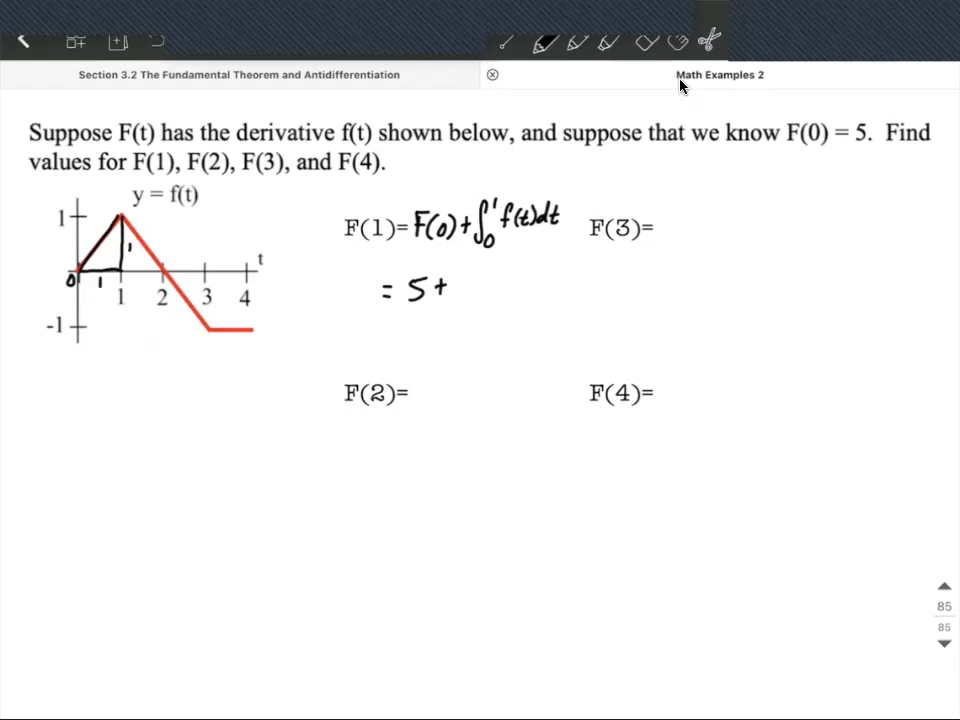 Section 3.2 The Fundamental Theorem and Antidifferentiation
Math Examples 2
Suppose F(t) has the derivative f(t) shown below, and suppose that we know F(0) = 5. Find
values for F(1), F(2), F(3), and F(4).
y = f(t)
1
t
0
1
1
1 2 3 4
-1
F(1)= F(0) + ∫₀¹ f(t)dt
= 5 +
F(3)=
F(2)=
F(4)=
85
85